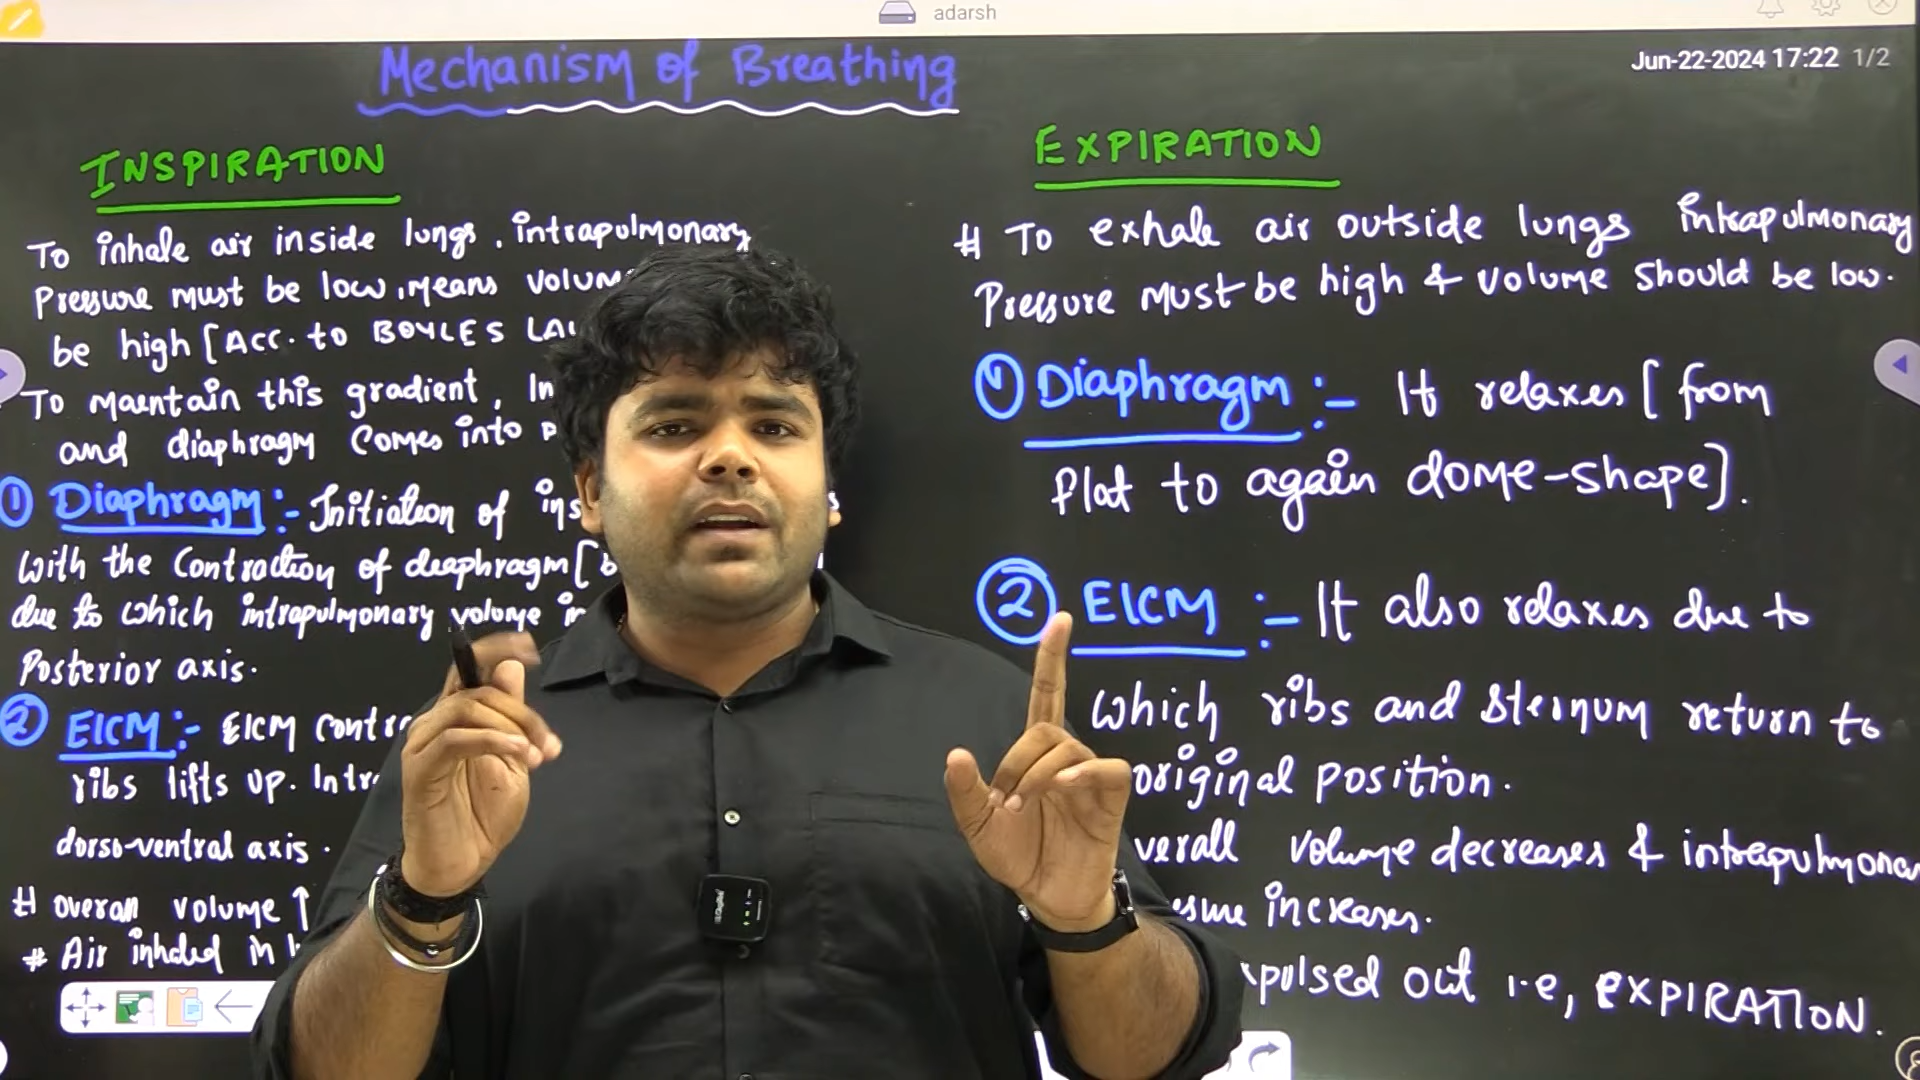 adarsh
Jun-22-2024 17:22 1/2
Mechanism of Breathing
INSPIRATION
To inhale air inside lungs, intrapulmonary
Pressure must be low, means
be high [Acc. to BOYLES
To maentain this gradient,
and diaphragm comes into
① Diaphragm :- Initiation of
with the contraction of deaphragm [
due to which intrapulmonary volume
Posterior axis.
② EICM :- EICM
ribs lifts up.
dorso-ventral axis.
# overall volume ↑
# Air inhaled in
EXPIRATION
# To exhale air outside lungs intrapulmonary
Pressure must be high & volume should be low.
① Diaphragm :- It relaxes [from
flat to again dome-shape].
② EICM :- It also relaxes due to
which ribs and sternum return to
original position.
volume decreases & intrapulmonar
increases.
out i.e, EXPIRATION.